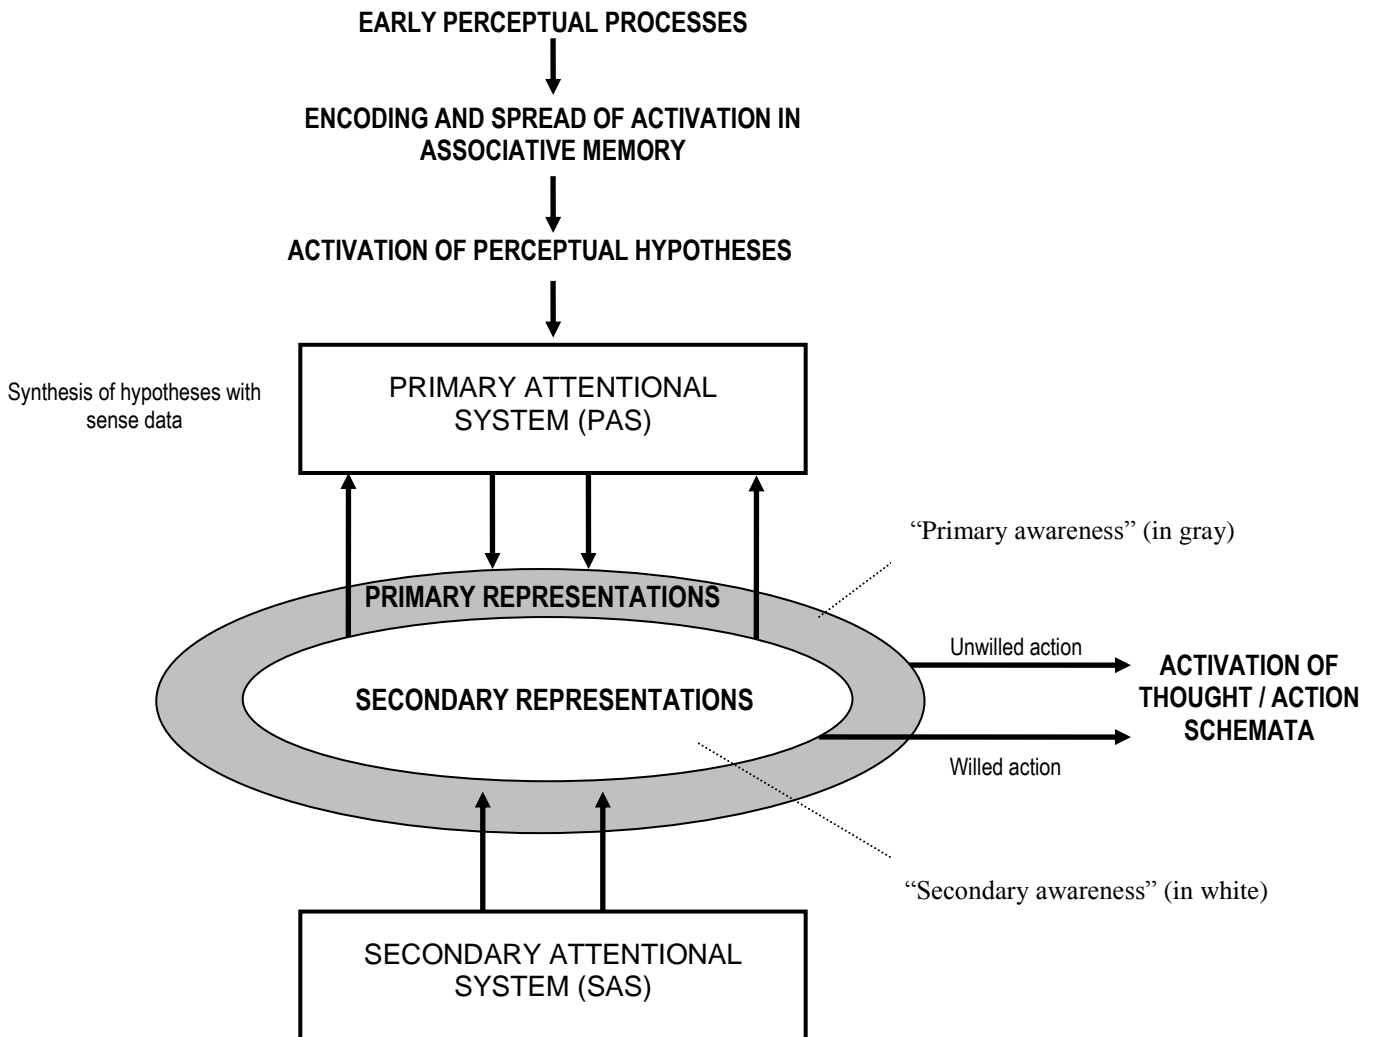 EARLY PERCEPTUAL PROCESSES
ENCODING AND SPREAD OF ACTIVATION IN
ASSOCIATIVE MEMORY
ACTIVATION OF PERCEPTUAL HYPOTHESES
Synthesis of hypotheses with
sense data
PRIMARY ATTENTIONAL
SYSTEM (PAS)
“Primary awareness” (in gray)
PRIMARY REPRESENTATIONS
Unwilled action
SECONDARY REPRESENTATIONS
ACTIVATION OF
THOUGHT / ACTION
SCHEMATA
Willed action
“Secondary awareness” (in white)
SECONDARY ATTENTIONAL
SYSTEM (SAS)